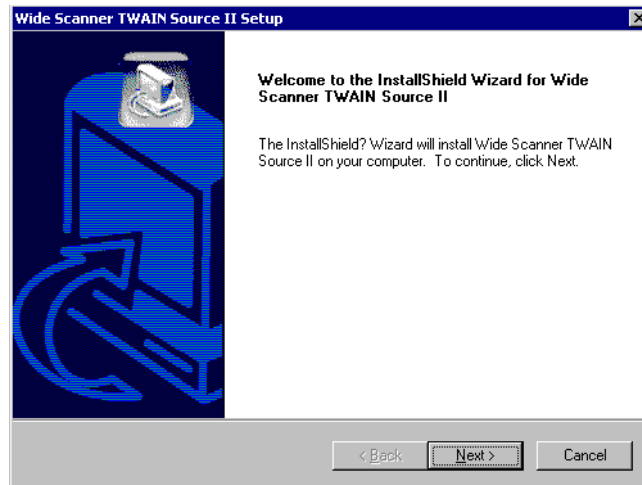 Wide Scanner TWAIN Source II Setup
Welcome to the InstallShield Wizard for Wide
Scanner TWAIN Source II
The InstallShield? Wizard will install Wide Scanner TWAIN
Source II on your computer. To continue, click Next.
< Back
Next >
Cancel